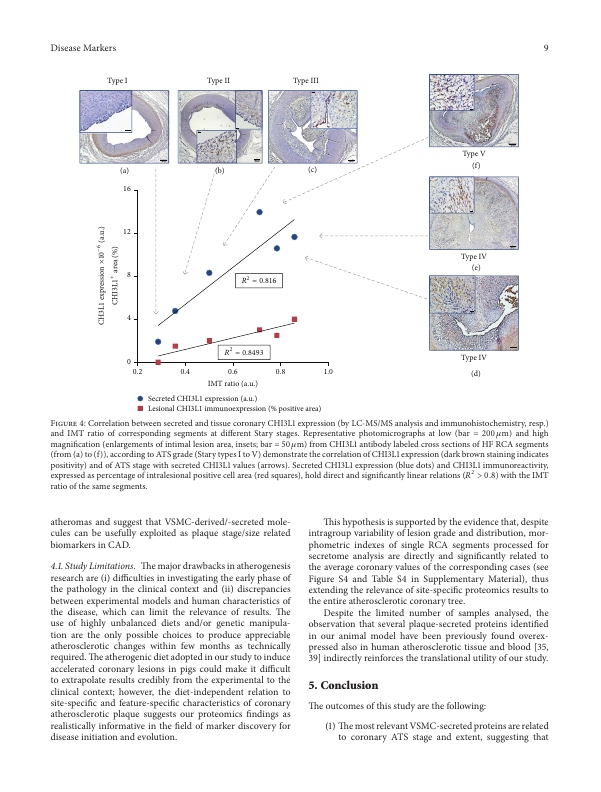 Disease Markers
9
Type I
Type II
Type III
(a)
(b)
(c)
Type V
(f)
Type IV
(e)
Type IV
(d)
16
12
8
4
0
CH3L1 expression ×10⁻⁶ (a.u.)
CHI3L1⁺ area (%)
R² = 0.816
R² = 0.8493
0.2
0.4
0.6
0.8
1.0
IMT ratio (a.u.)
Secreted CHI3L1 expression (a.u.)
Lesional CHI3L1 immunoexpression (% positive area)
Figure 4: Correlation between secreted and tissue coronary CHI3L1 expression (by LC-MS/MS analysis and immunohistochemistry, resp.)
and IMT ratio of corresponding segments at different Stary stages. Representative photomicrographs at low (bar = 200 μm) and high
magnification (enlargements of intimal lesion area, insets; bar = 50 μm) from CHI3L1 antibody labeled cross sections of HF RCA segments
(from (a) to (f)), according to ATS grade (Stary types I to V) demonstrate the correlation of CHI3L1 expression (dark brown staining indicates
positivity) and of ATS stage with secreted CHI3L1 values (arrows). Secreted CHI3L1 expression (blue dots) and CHI3L1 immunoreactivity,
expressed as percentage of intralesional positive cell area (red squares), hold direct and significantly linear relations (R² > 0.8) with the IMT
ratio of the same segments.
atheromas and suggest that VSMC-derived/-secreted mole-
cules can be usefully exploited as plaque stage/size related
biomarkers in CAD.
4.1. Study Limitations. The major drawbacks in atherogenesis
research are (i) difficulties in investigating the early phase of
the pathology in the clinical context and (ii) discrepancies
between experimental models and human characteristics of
the disease, which can limit the relevance of results. The
use of highly unbalanced diets and/or genetic manipula-
tion are the only possible choices to produce appreciable
atherosclerotic changes within few months as technically
required. The atherogenic diet adopted in our study to induce
accelerated coronary lesions in pigs could make it difficult
to extrapolate results credibly from the experimental to the
clinical context; however, the diet-independent relation to
site-specific and feature-specific characteristics of coronary
atherosclerotic plaque suggests our proteomics findings as
realistically informative in the field of marker discovery for
disease initiation and evolution.
This hypothesis is supported by the evidence that, despite
intragroup variability of lesion grade and distribution, mor-
phometric indexes of single RCA segments processed for
secretome analysis are directly and significantly related to
the average coronary values of the corresponding cases (see
Figure S4 and Table S4 in Supplementary Material), thus
extending the relevance of site-specific proteomics results to
the entire atherosclerotic coronary tree.
Despite the limited number of samples analysed, the
observation that several plaque-secreted proteins identified
in our animal model have been previously found overex-
pressed also in human atherosclerotic tissue and blood [35,
39] indirectly reinforces the translational utility of our study.
5. Conclusion
The outcomes of this study are the following:
(1) The most relevant VSMC-secreted proteins are related
to coronary ATS stage and extent, suggesting that